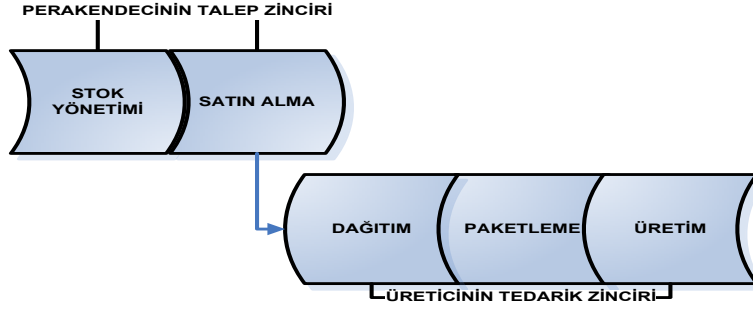 PERAKENDECİNİN TALEP ZİNCİRİ
STOK
YÖNETİMİ
SATIN ALMA
DAĞITIM
PAKETLEME
ÜRETİM
ÜRETİCİNİN TEDARİK ZİNCİRİ